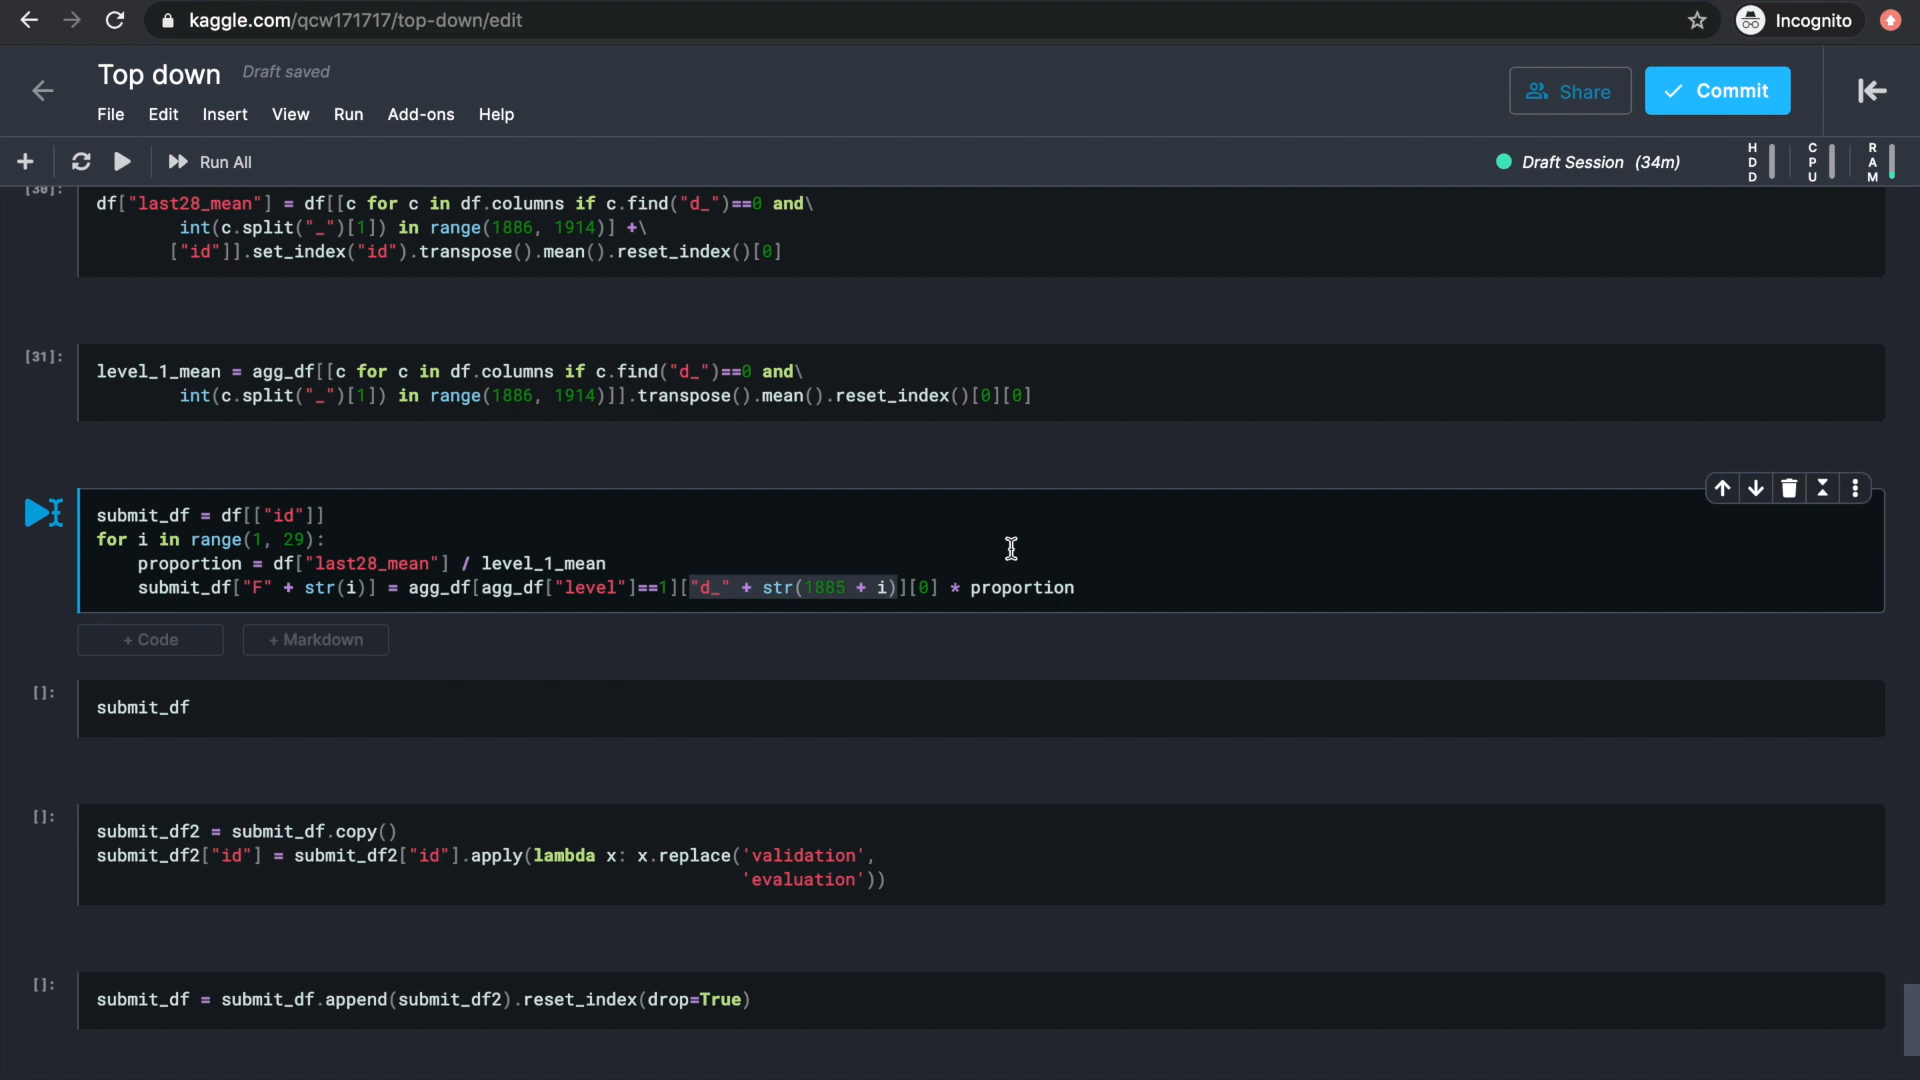 kaggle.com/qcw171717/top-down/edit
Incognito
Top down Draft saved
Share
Commit
File Edit Insert View Run Add-ons Help
Run All
Draft Session (34m)
HDD
CPU
RAM
[30]:
df["last28_mean"] = df[[c for c in df.columns if c.find("d_")==0 and\
int(c.split("_")[1]) in range(1886, 1914)] +\
["id"]].set_index("id").transpose().mean().reset_index()[0]
[31]:
level_1_mean = agg_df[[c for c in df.columns if c.find("d_")==0 and\
int(c.split("_")[1]) in range(1886, 1914)]].transpose().mean().reset_index()[0][0]
submit_df = df[["id"]]
for i in range(1, 29):
proportion = df["last28_mean"] / level_1_mean
submit_df["F" + str(i)] = agg_df[agg_df["level"]==1]["d_" + str(1885 + i)][0] * proportion
+ Code
+ Markdown
[]:
submit_df
[]:
submit_df2 = submit_df.copy()
submit_df2["id"] = submit_df2["id"].apply(lambda x: x.replace('validation',
'evaluation'))
[]:
submit_df = submit_df.append(submit_df2).reset_index(drop=True)